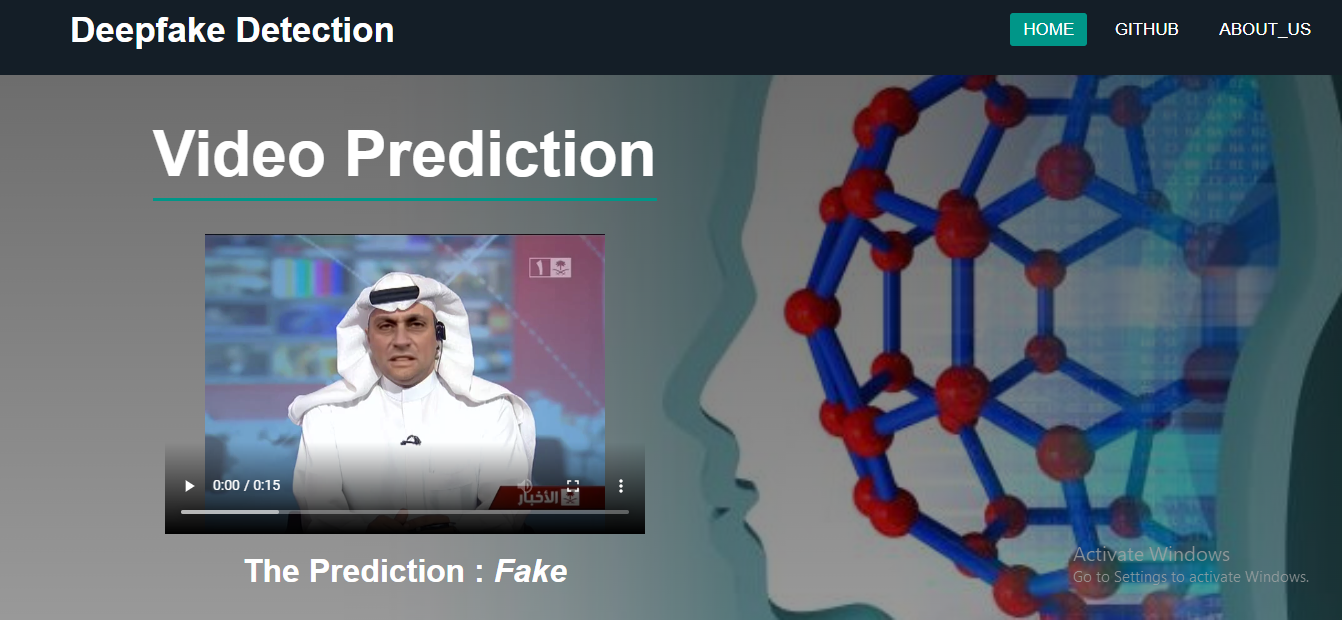 Deepfake Detection
HOME
GITHUB
ABOUT_US
Video Prediction
١
0:00 / 0:15
الأخبار
The Prediction : Fake
Activate Windows
Go to Settings to activate Windows.